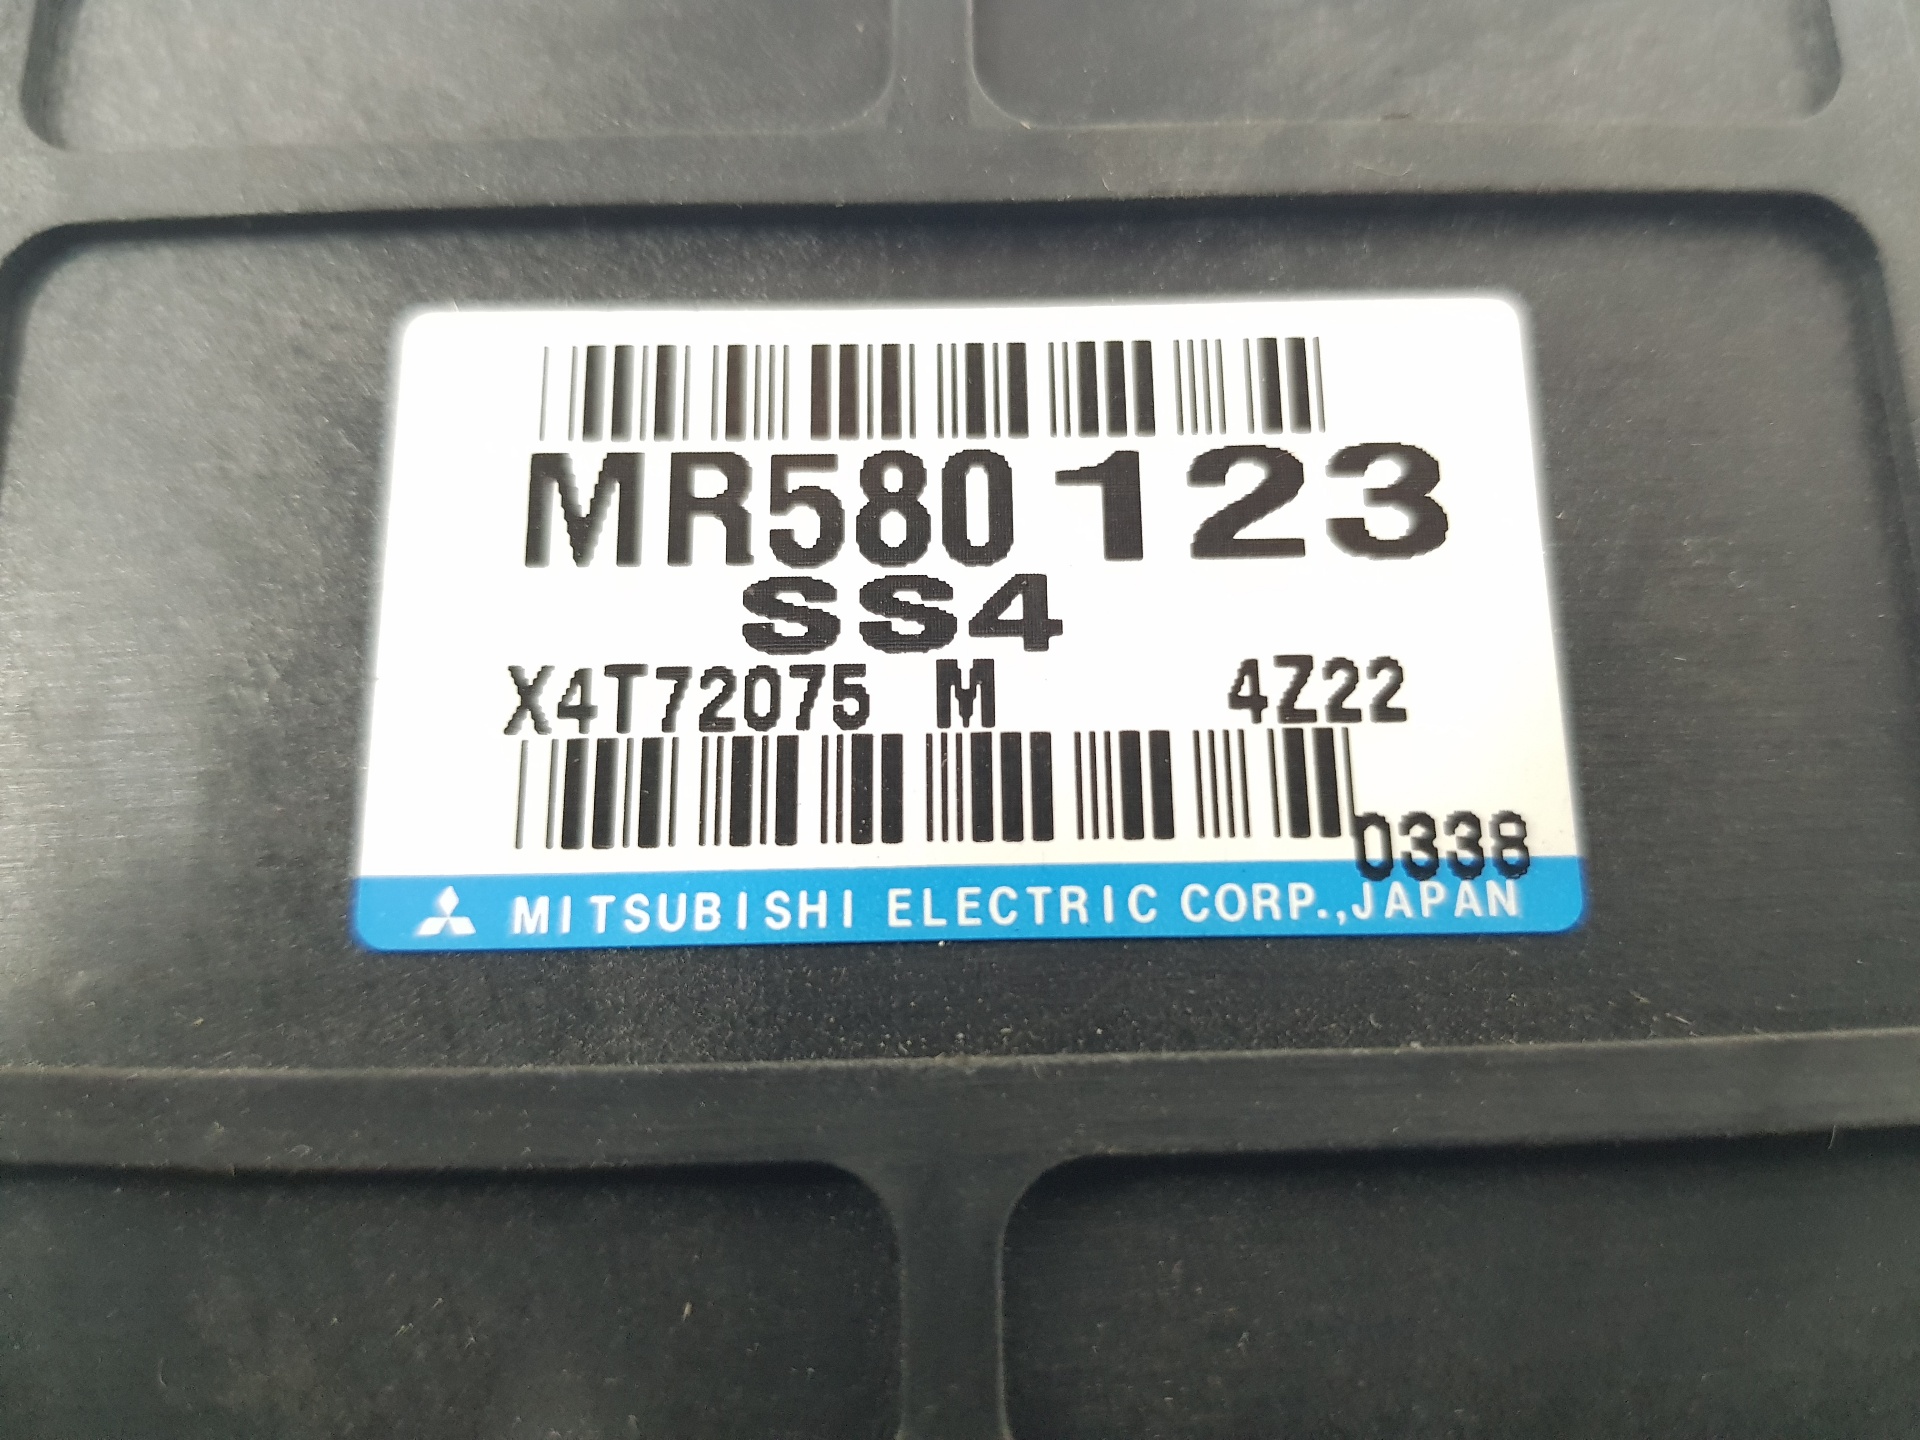 MR580123
SS4
X4T72075 M 4Z22
0338
MITSUBISHI ELECTRIC CORP.,JAPAN